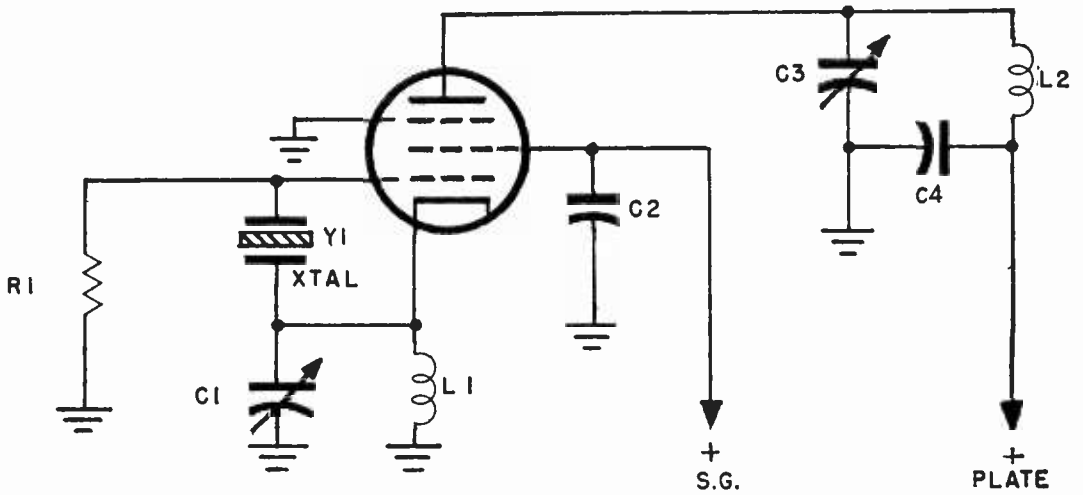 C3
L2
C4
C2
Y1
XTAL
R1
C1
L1
+
S.G.
+
PLATE